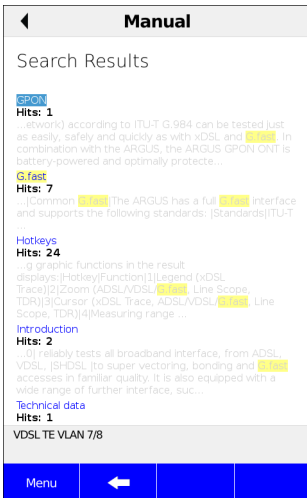 Manual
Search Results
GPON
Hits: 1
...etwork) according to ITU-T G.984 can be tested just
as easily, safely and quickly as with xDSL and G.fast. In
combination with the ARGUS, the ARGUS GPON ONT is
battery-powered and optimally protecte...
G.fast
Hits: 7
...|Common G.fast|The ARGUS has a full G.fast interface
and supports the following standards: |Standards|ITU-T
...
Hotkeys
Hits: 24
...g graphic functions in the result
displays |Hotkey|Function|1|Legend (xDSL
Trace)|2|Zoom (ADSL/VDSL/G.fast, Line Scope,
TDR)|3|Cursor (xDSL Trace, ADSL/VDSL/G.fast, Line
Scope, TDR)|4|Measuring range ...
Introduction
Hits: 2
...0| reliably tests all broadband interface, from ADSL,
VDSL, |SHDSL |to super vectoring, bonding and G.fast
accesses in familiar quality. It is also equipped with a
wide range of further interface, suc...
Technical data
Hits: 1
VDSL TE VLAN 7/8
Menu